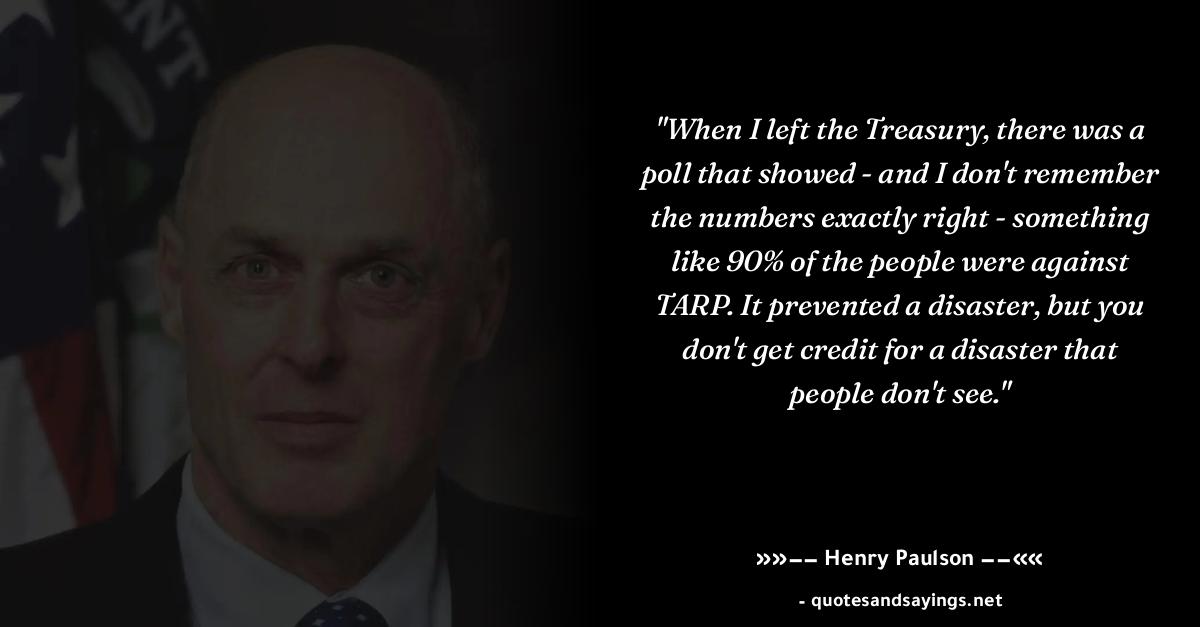 NT
"When I left the Treasury, there was a
poll that showed - and I don't remember
the numbers exactly right - something
like 90% of the people were against
TARP. It prevented a disaster, but you
don't get credit for a disaster that
people don't see."
»»−− Henry Paulson −−««
- quotesandsayings.net